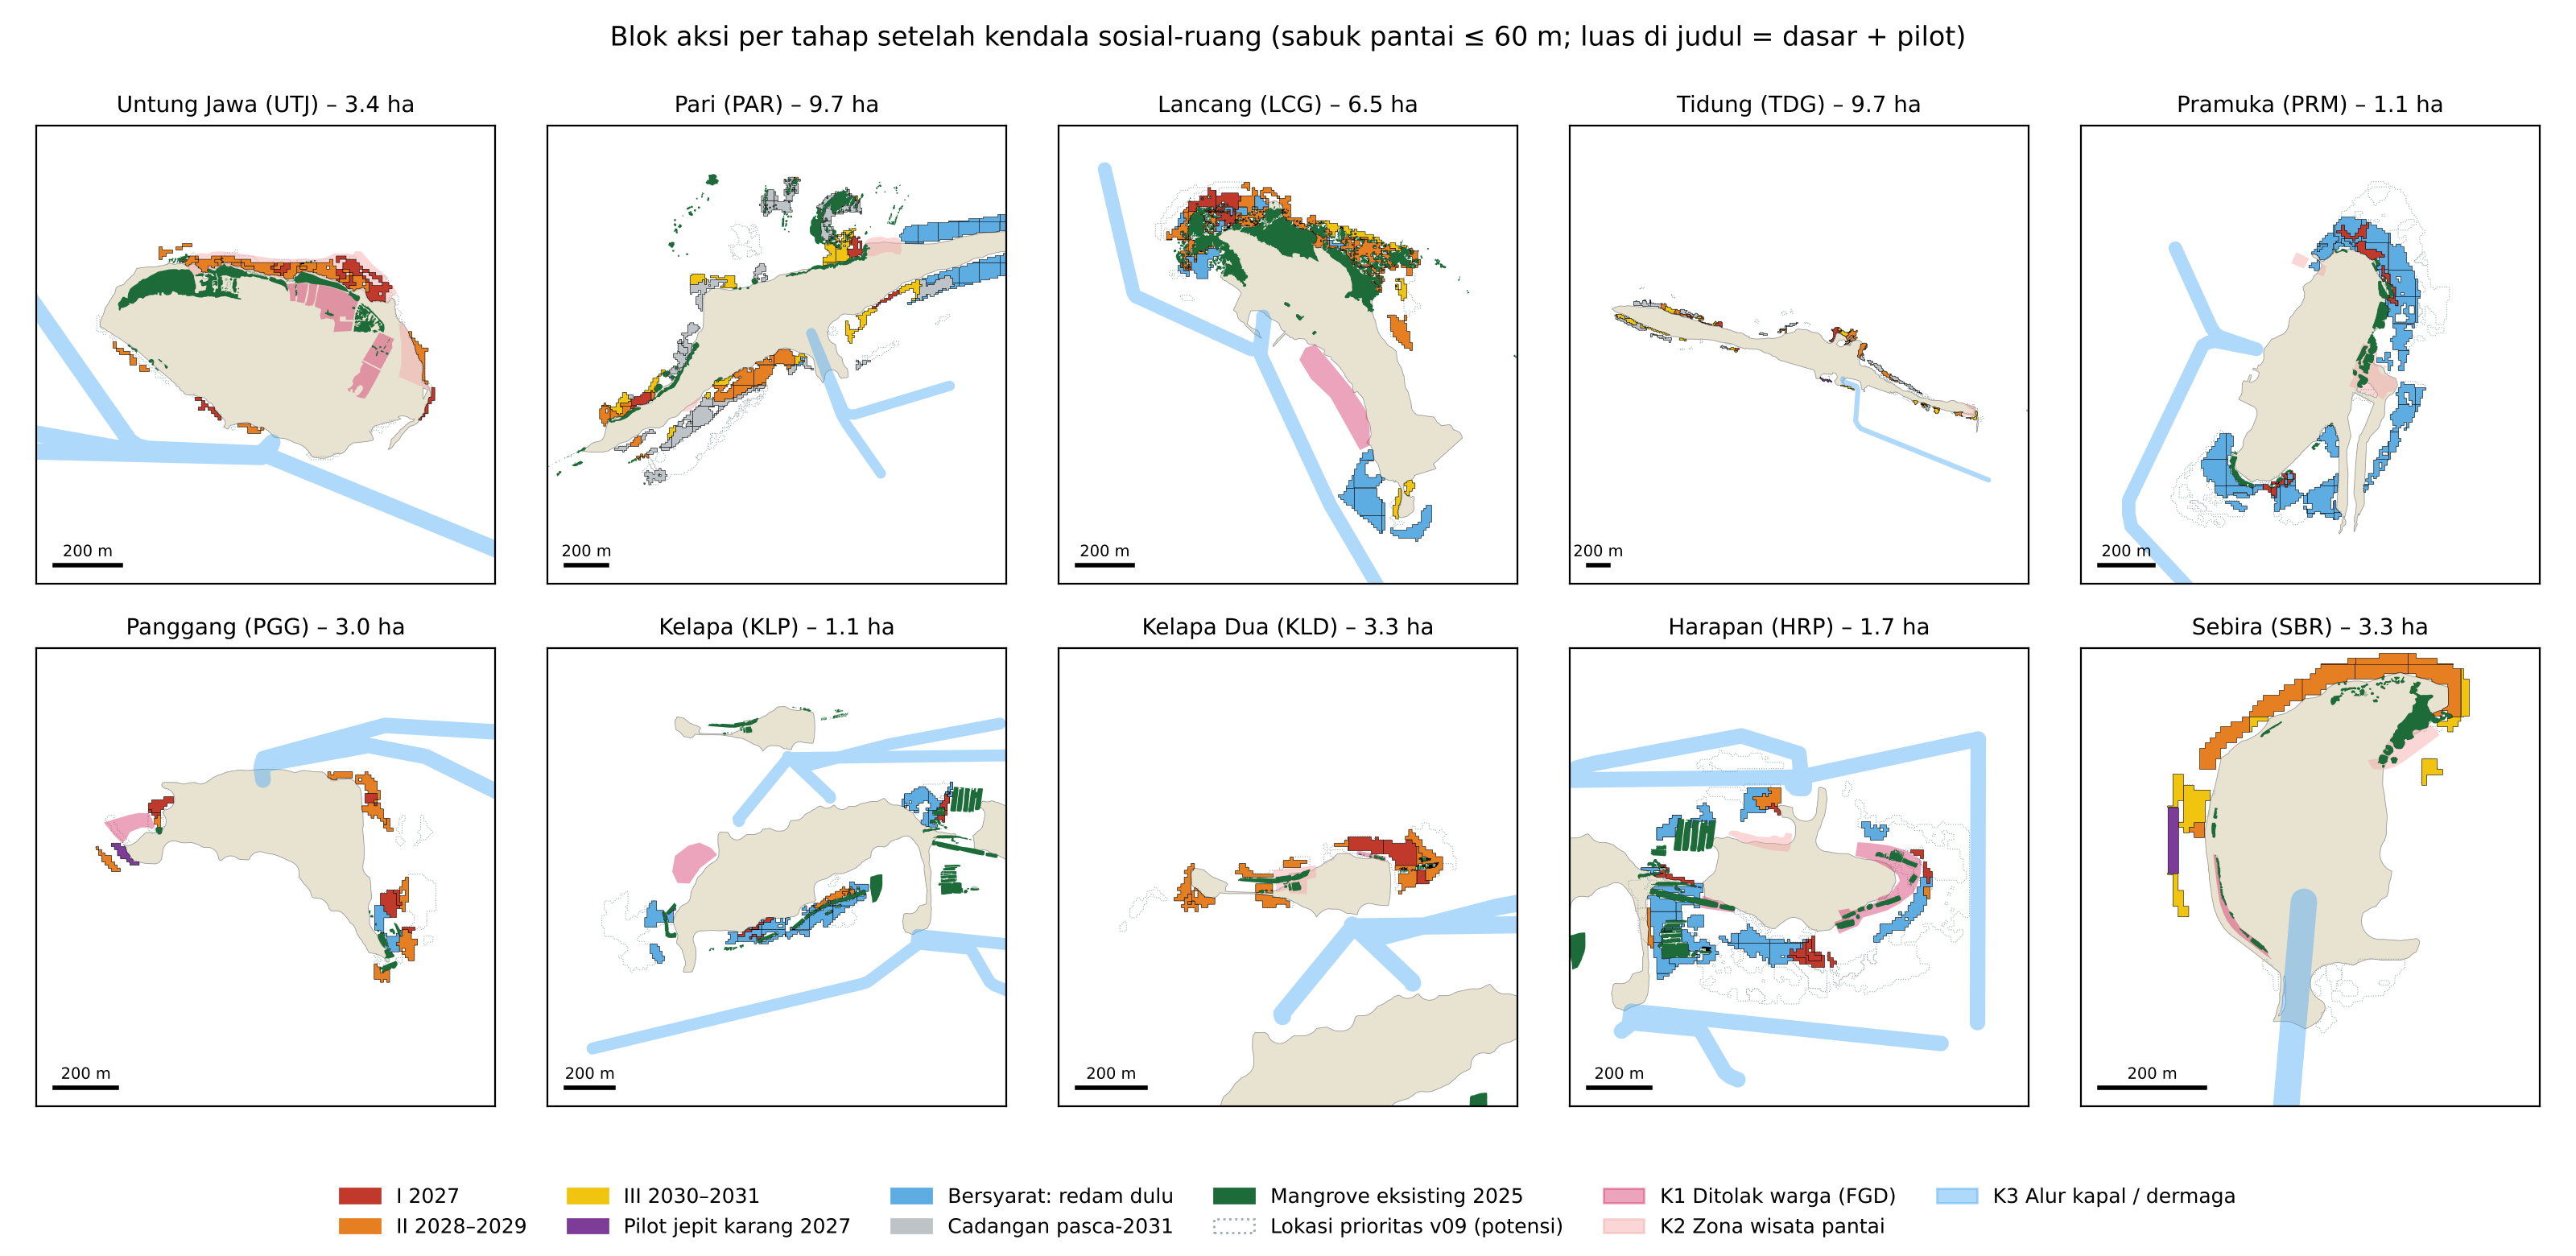 Blok aksi per tahap setelah kendala sosial-ruang (sabuk pantai ≤ 60 m; luas di judul = dasar + pilot)
Untung Jawa (UTJ) – 3.4 ha
Pari (PAR) – 9.7 ha
Lancang (LCG) – 6.5 ha
Tidung (TDG) – 9.7 ha
Pramuka (PRM) – 1.1 ha
200 m
200 m
200 m
200 m
200 m
Panggang (PGG) – 3.0 ha
Kelapa (KLP) – 1.1 ha
Kelapa Dua (KLD) – 3.3 ha
Harapan (HRP) – 1.7 ha
Sebira (SBR) – 3.3 ha
200 m
200 m
200 m
200 m
200 m
I 2027
II 2028–2029
III 2030–2031
Pilot jepit karang 2027
Bersyarat: redam dulu
Cadangan pasca-2031
Mangrove eksisting 2025
Lokasi prioritas v09 (potensi)
K1 Ditolak warga (FGD)
K2 Zona wisata pantai
K3 Alur kapal / dermaga